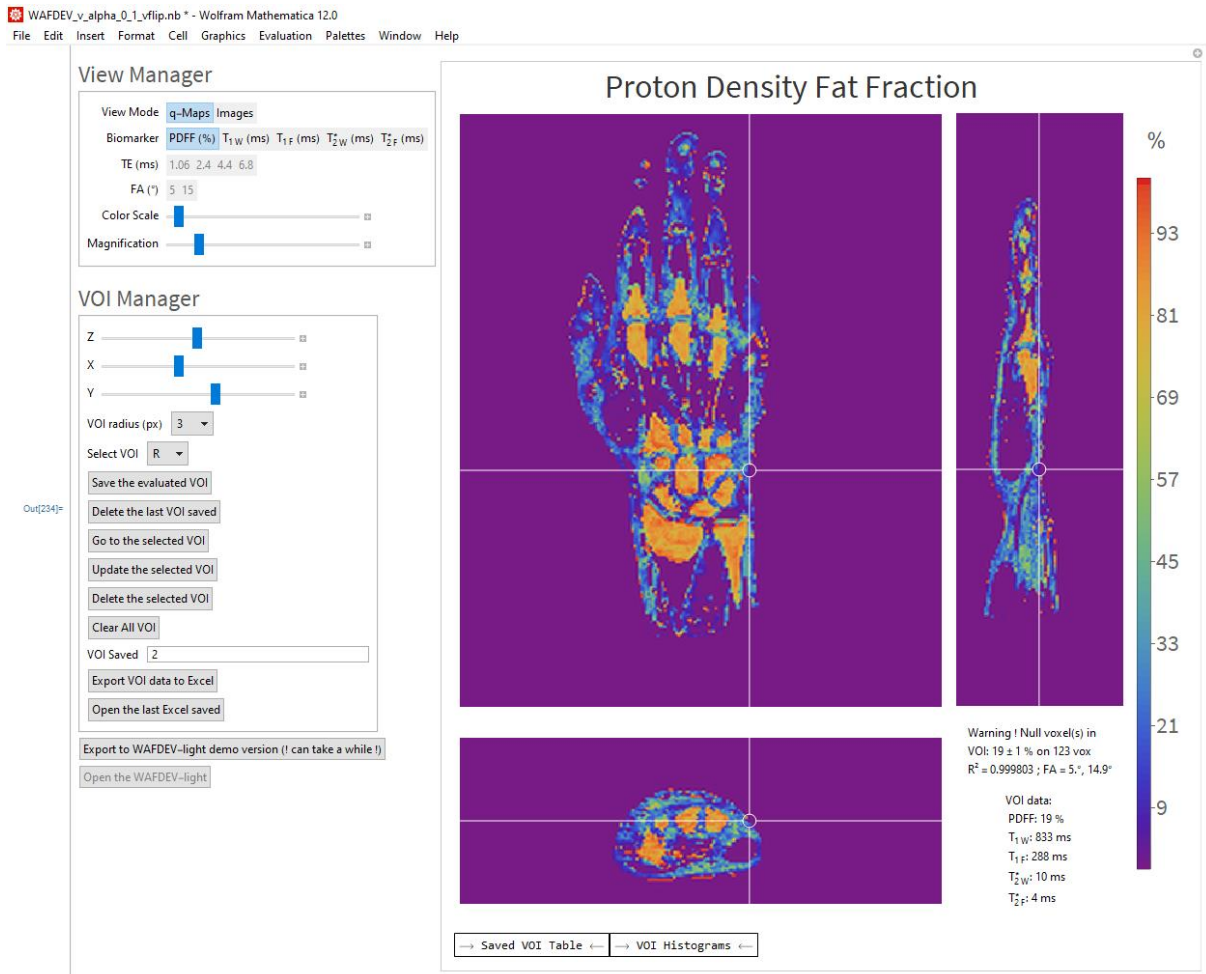 WAFDEV_v_alpha_0_1_vflip.nb * - Wolfram Mathematica 12.0
File Edit Insert Format Cell Graphics Evaluation Palettes Window Help
View Manager
View Mode q-Maps Images
Biomarker PDFF (%) T1 W (ms) T1 F (ms) T*2 W (ms) T*2 F (ms)
TE (ms) 1.06 2.4 4.4 6.8
FA (°) 5 15
Color Scale
Magnification
VOI Manager
Z
X
Y
VOI radius (px) 3
Select VOI R
Save the evaluated VOI
Delete the last VOI saved
Go to the selected VOI
Update the selected VOI
Delete the selected VOI
Clear All VOI
VOI Saved 2
Export VOI data to Excel
Open the last Excel saved
Export to WAFDEV-light demo version (! can take a while !)
Open the WAFDEV-light
Out[234]=
Proton Density Fat Fraction
%
93
81
69
57
45
33
21
9
Warning ! Null voxel(s) in
VOI: 19 ± 1 % on 123 vox
R² = 0.999803 ; FA = 5.°, 14.9°
VOI data:
PDFF: 19 %
T1 W: 833 ms
T1 F: 288 ms
T*2 W: 10 ms
T*2 F: 4 ms
→ Saved VOI Table ← → VOI Histograms ←